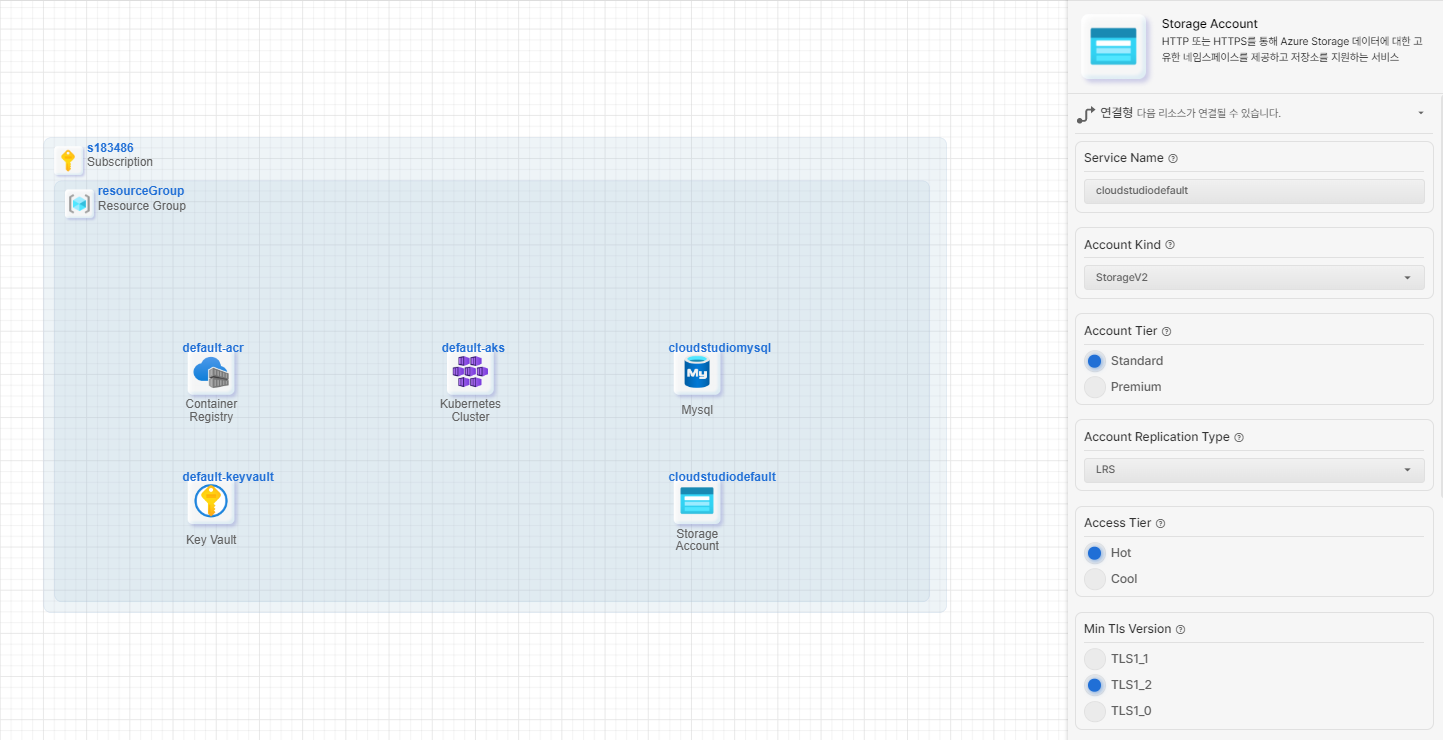 s183486
Subscription
resourceGroup
Resource Group
default-acr
Container
Registry
default-aks
Kubernetes
Cluster
cloudstudiomysql
My
Mysql
default-keyvault
Key Vault
cloudstudiodefault
Storage
Account
Storage Account
HTTP 또는 HTTPS를 통해 Azure Storage 데이터에 대한 고
유한 네임스페이스를 제공하고 저장소를 지원하는 서비스
연결형 다음 리소스가 연결될 수 있습니다.
Service Name
cloudstudiodefault
Account Kind
StorageV2
Account Tier
Standard
Premium
Account Replication Type
LRS
Access Tier
Hot
Cool
Min Tls Version
TLS1_1
TLS1_2
TLS1_0